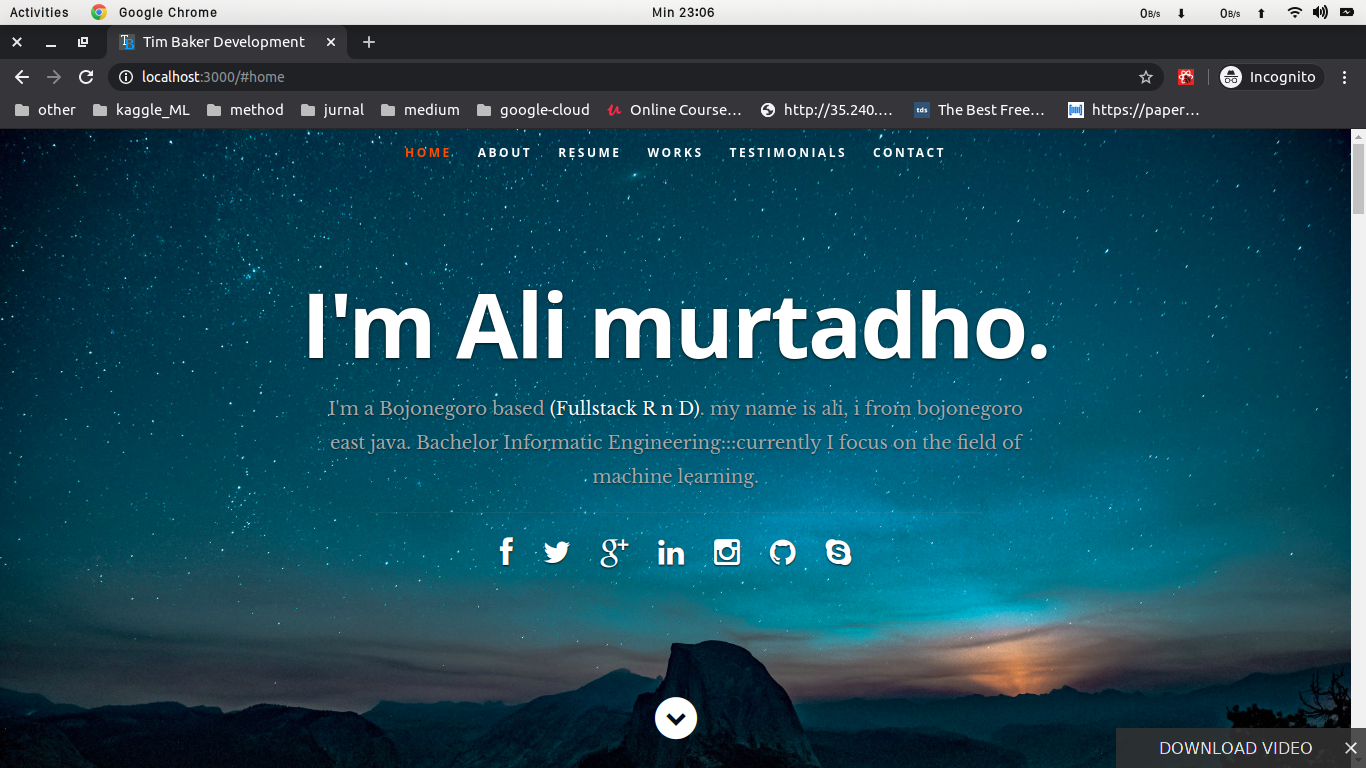 Activities Google Chrome Min 23:06 0B/s 0B/s
Tim Baker Development
localhost:3000/#home Incognito
other kaggle_ML method jurnal medium google-cloud Online Course... http://35.240.... The Best Free... https://paper...
HOME ABOUT RESUME WORKS TESTIMONIALS CONTACT
I'm Ali murtadho.
I'm a Bojonegoro based (Fullstack R n D). my name is ali, i from bojonegoro
east java. Bachelor Informatic Engineering:::currently I focus on the field of
machine learning.
DOWNLOAD VIDEO